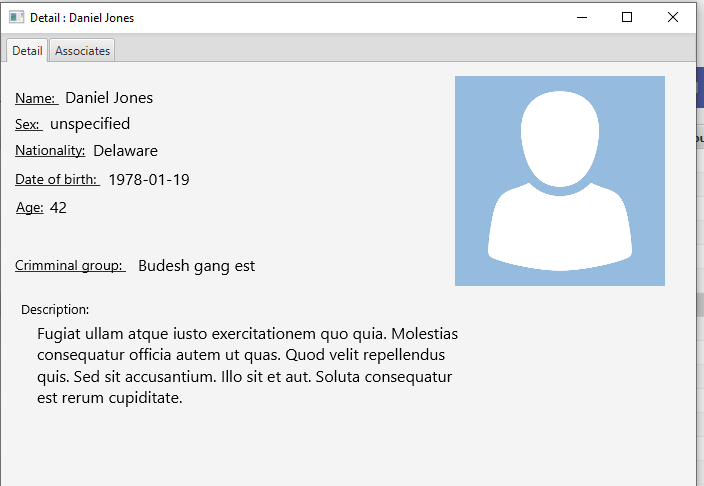 Detail : Daniel Jones
Detail Associates
Name: Daniel Jones
Sex: unspecified
Nationality: Delaware
Date of birth: 1978-01-19
Age: 42
Crimminal group: Budesh gang est
Description:
Fugiat ullam atque iusto exercitationem quo quia. Molestias
consequatur officia autem ut quas. Quod velit repellendus
quis. Sed sit accusantium. Illo sit et aut. Soluta consequatur
est rerum cupiditate.